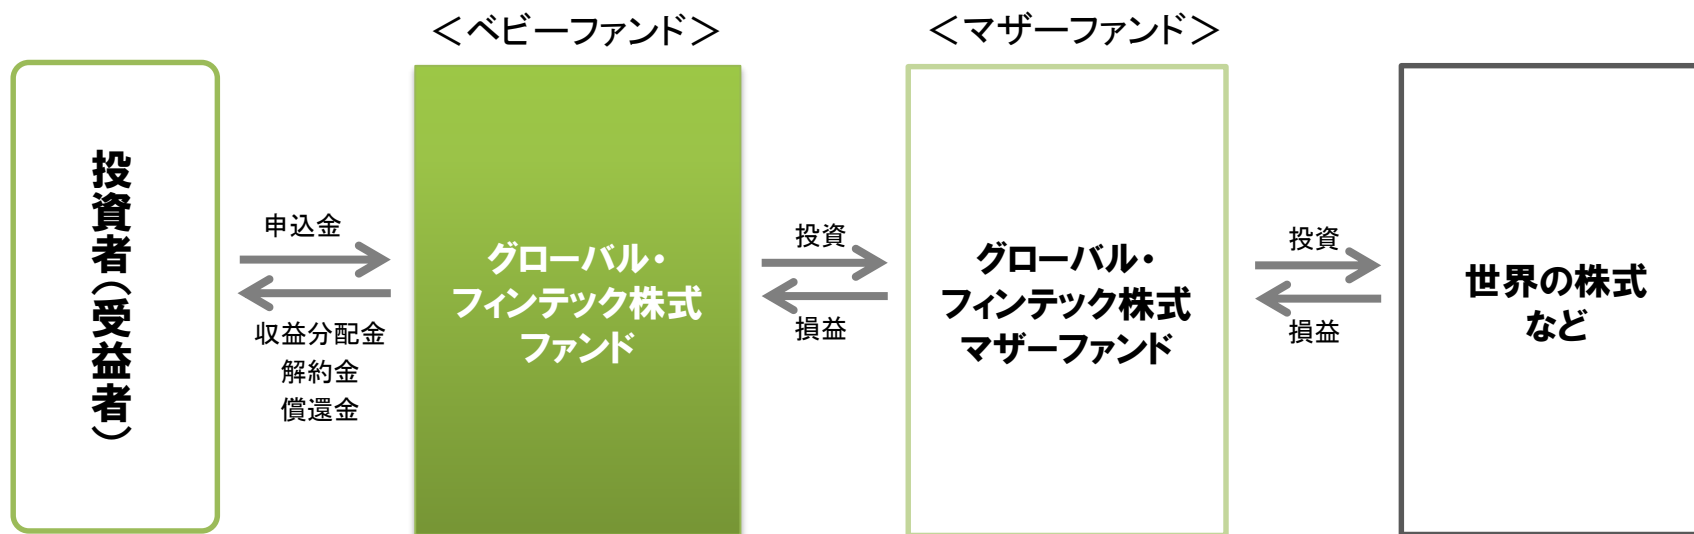 ＜ベビーファンド＞
＜マザーファンド＞
投資者（受益者）
申込金
収益分配金
解約金
償還金
グローバル・
フィンテック株式
ファンド
投資
損益
グローバル・
フィンテック株式
マザーファンド
投資
損益
世界の株式
など